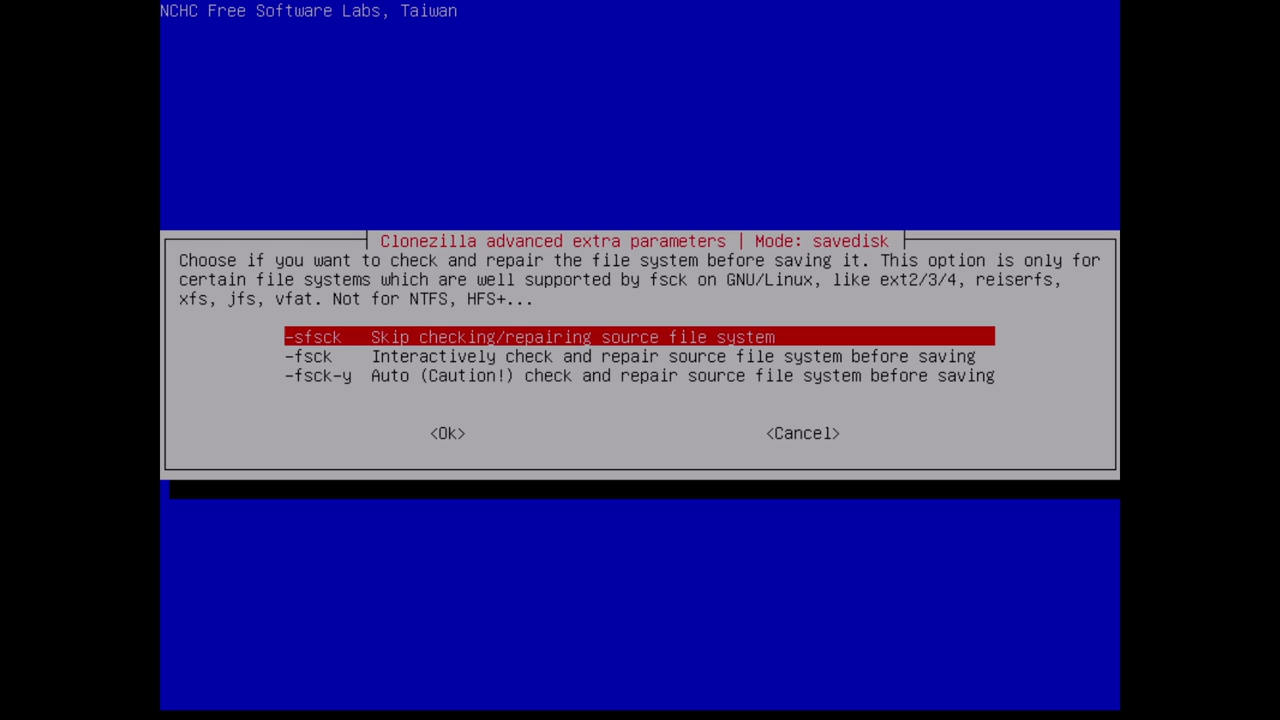 NCHC Free Software Labs, Taiwan
Clonezilla advanced extra parameters | Mode: savedisk
Choose if you want to check and repair the file system before saving it. This option is only for
certain file systems which are well supported by fsck on GNU/Linux, like ext2/3/4, reiserfs,
xfs, jfs, vfat. Not for NTFS, HFS+...
-sfsck Skip checking/repairing source file system
-fsck Interactively check and repair source file system before saving
-fsck-y Auto (Caution!) check and repair source file system before saving
<Ok> <Cancel>